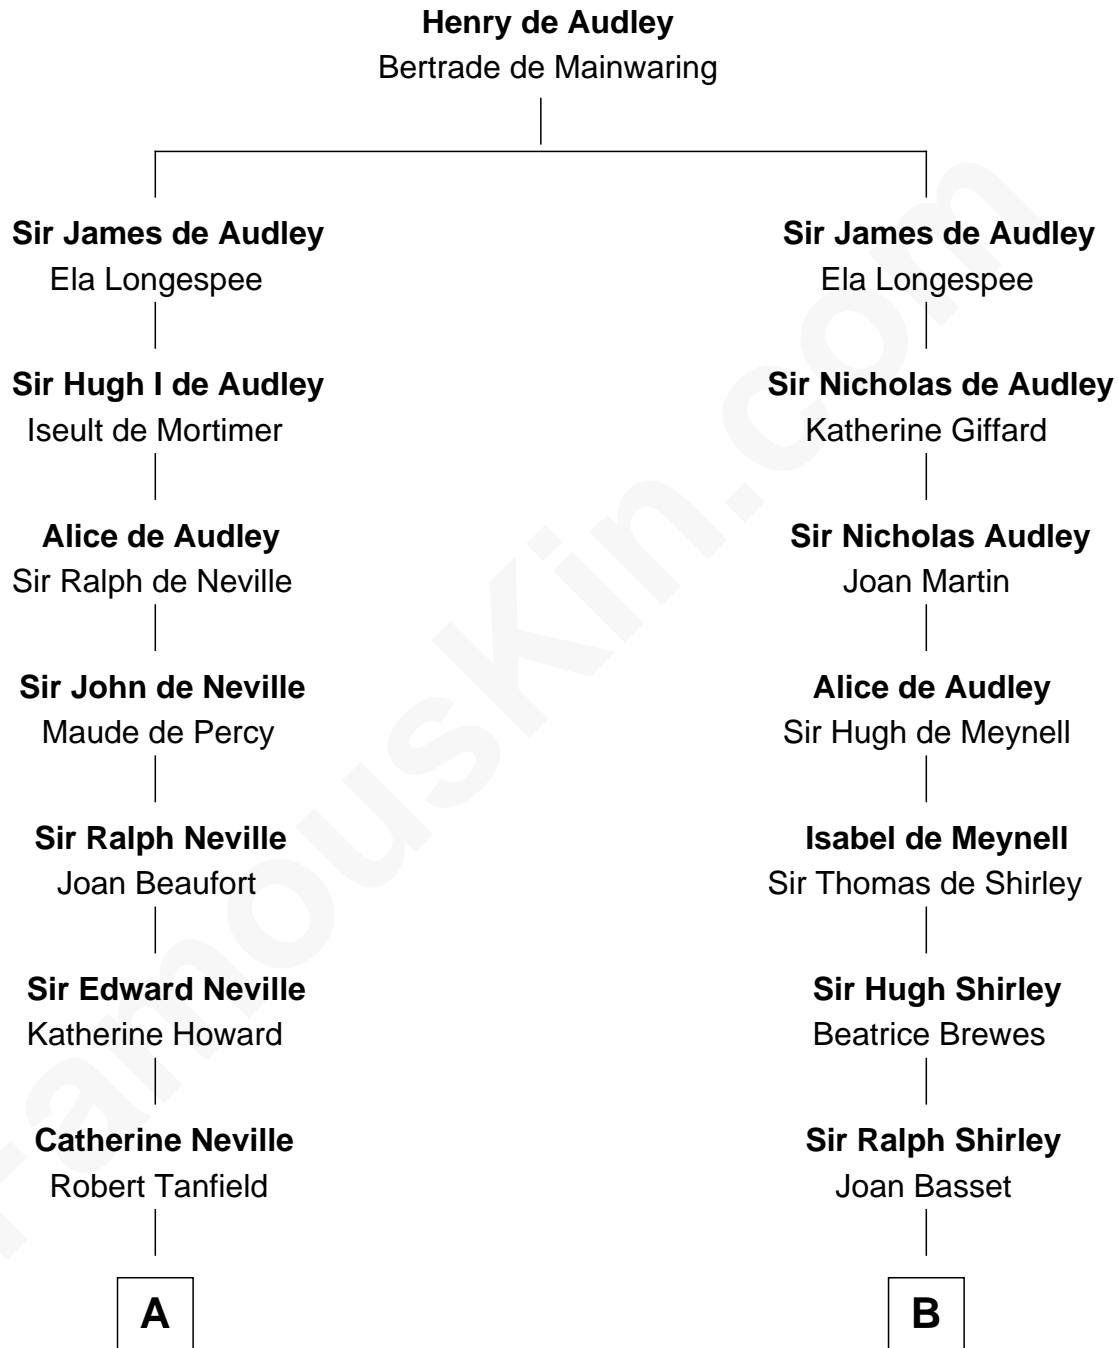 Henry de Audley
Bertrade de Mainwaring
Sir James de Audley
Ela Longespee
Sir James de Audley
Ela Longespee
Sir Hugh I de Audley
Iseult de Mortimer
Sir Nicholas de Audley
Katherine Giffard
Alice de Audley
Sir Ralph de Neville
Sir Nicholas Audley
Joan Martin
Sir John de Neville
Maude de Percy
Alice de Audley
Sir Hugh de Meynell
Sir Ralph Neville
Joan Beaufort
Isabel de Meynell
Sir Thomas de Shirley
Sir Edward Neville
Katherine Howard
Sir Hugh Shirley
Beatrice Brewes
Catherine Neville
Robert Tanfield
Sir Ralph Shirley
Joan Basset
A
B
FamousKin.com